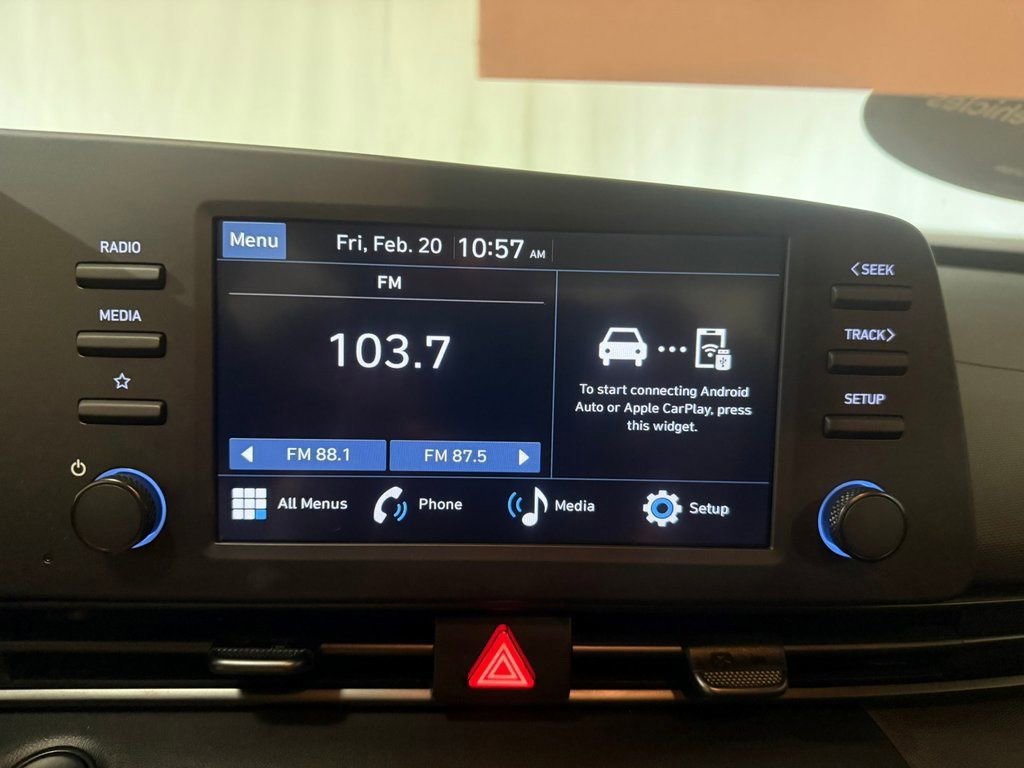 RADIO
MEDIA
Menu
Fri, Feb. 20 10:57 AM
FM
103.7
FM 88.1
FM 87.5
To start connecting Android
Auto or Apple CarPlay, press
this widget.
All Menus
Phone
Media
Setup
<SEEK
TRACK>
SETUP